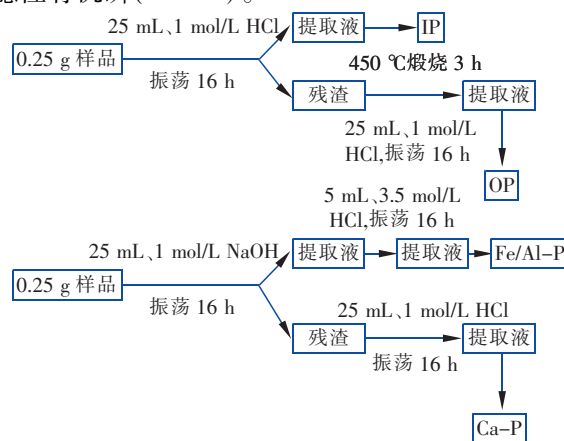 25 mL、1 mol/L HCl
提取液
IP
0.25 g 样品
振荡 16 h
450 ℃煅烧 3 h
残渣
提取液
25 mL、1 mol/L
HCl,振荡 16 h
OP
5 mL、3.5 mol/L
HCl,振荡 16 h
25 mL、1 mol/L NaOH
提取液
提取液
Fe/Al-P
0.25 g 样品
振荡 16 h
25 mL、1 mol/L HCl
残渣
提取液
振荡 16 h
Ca-P